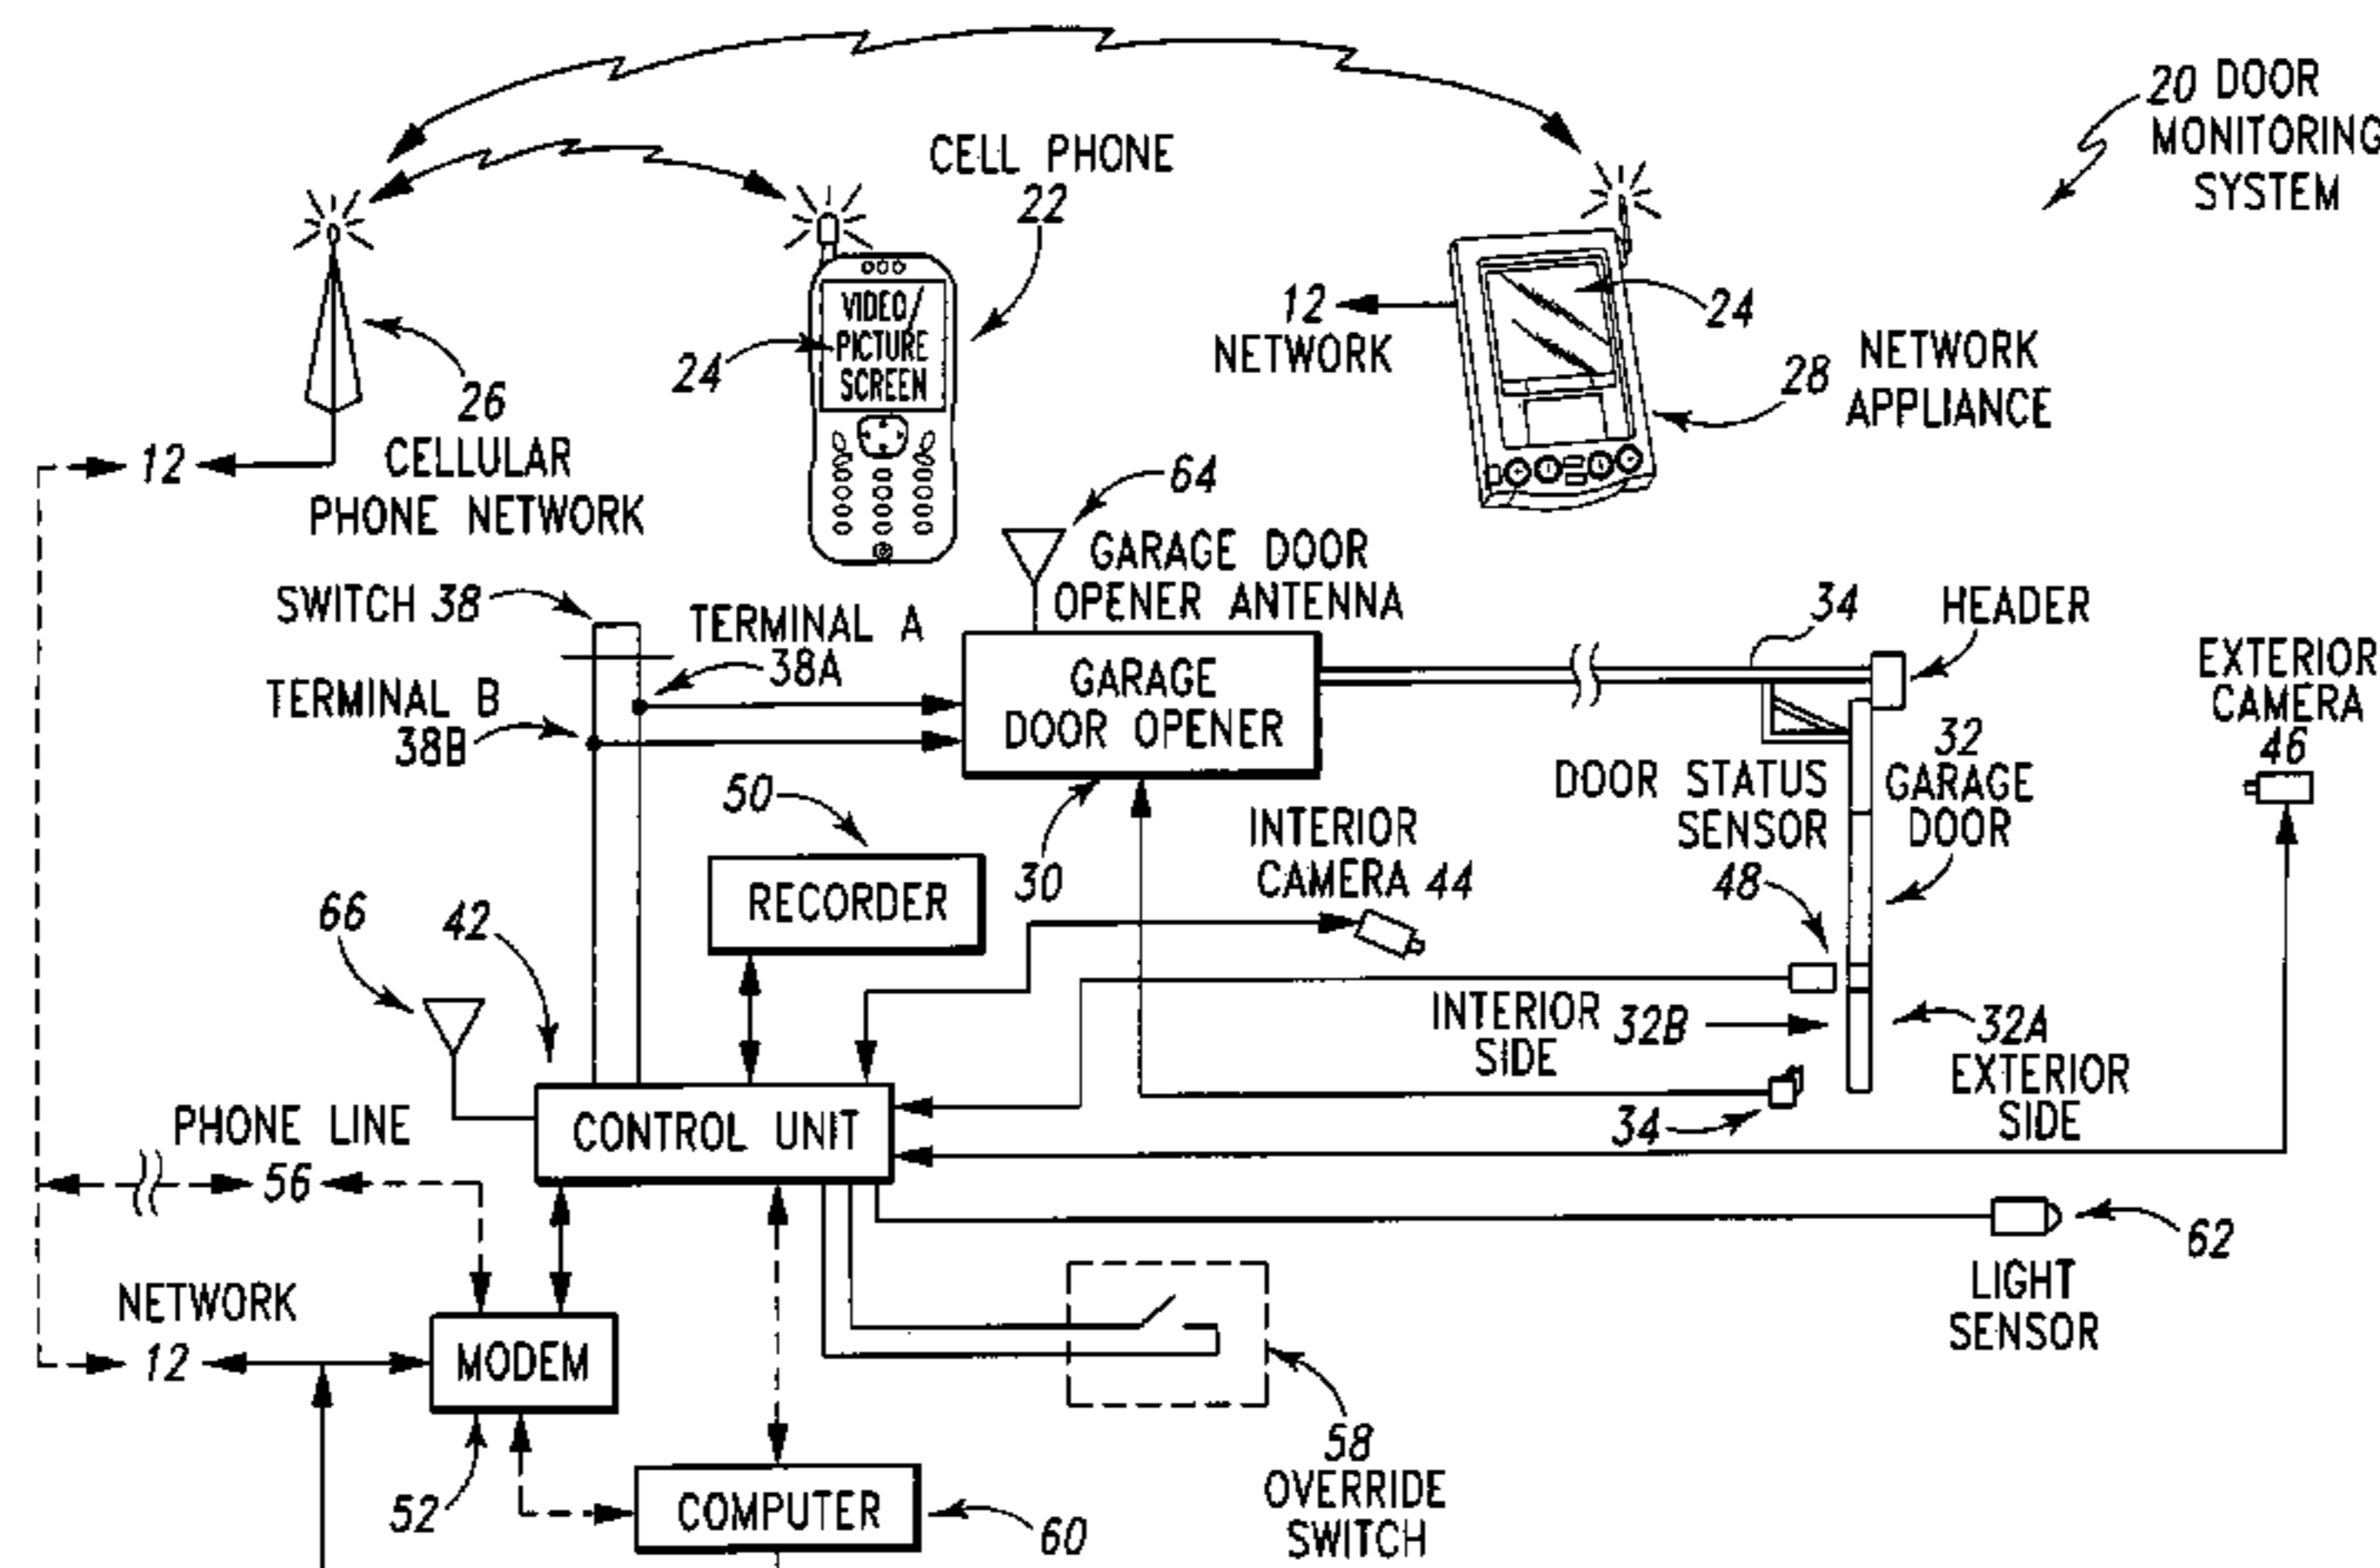 20 DOOR
MONITORING
SYSTEM
CELL PHONE
22
VIDEO/
PICTURE
SCREEN
24
26
CELLULAR
PHONE NETWORK
12
12
NETWORK
24
28
NETWORK
APPLIANCE
64
GARAGE DOOR
OPENER ANTENNA
SWITCH 38
TERMINAL A
38A
TERMINAL B
38B
GARAGE
DOOR OPENER
30
34
HEADER
EXTERIOR
CAMERA
46
32
GARAGE
DOOR
DOOR STATUS
SENSOR
48
50
RECORDER
INTERIOR
CAMERA 44
66
42
INTERIOR
SIDE
32B
32A
EXTERIOR
SIDE
34
CONTROL UNIT
PHONE LINE
56
62
LIGHT
SENSOR
NETWORK
12
MODEM
52
58
OVERRIDE
SWITCH
COMPUTER
60